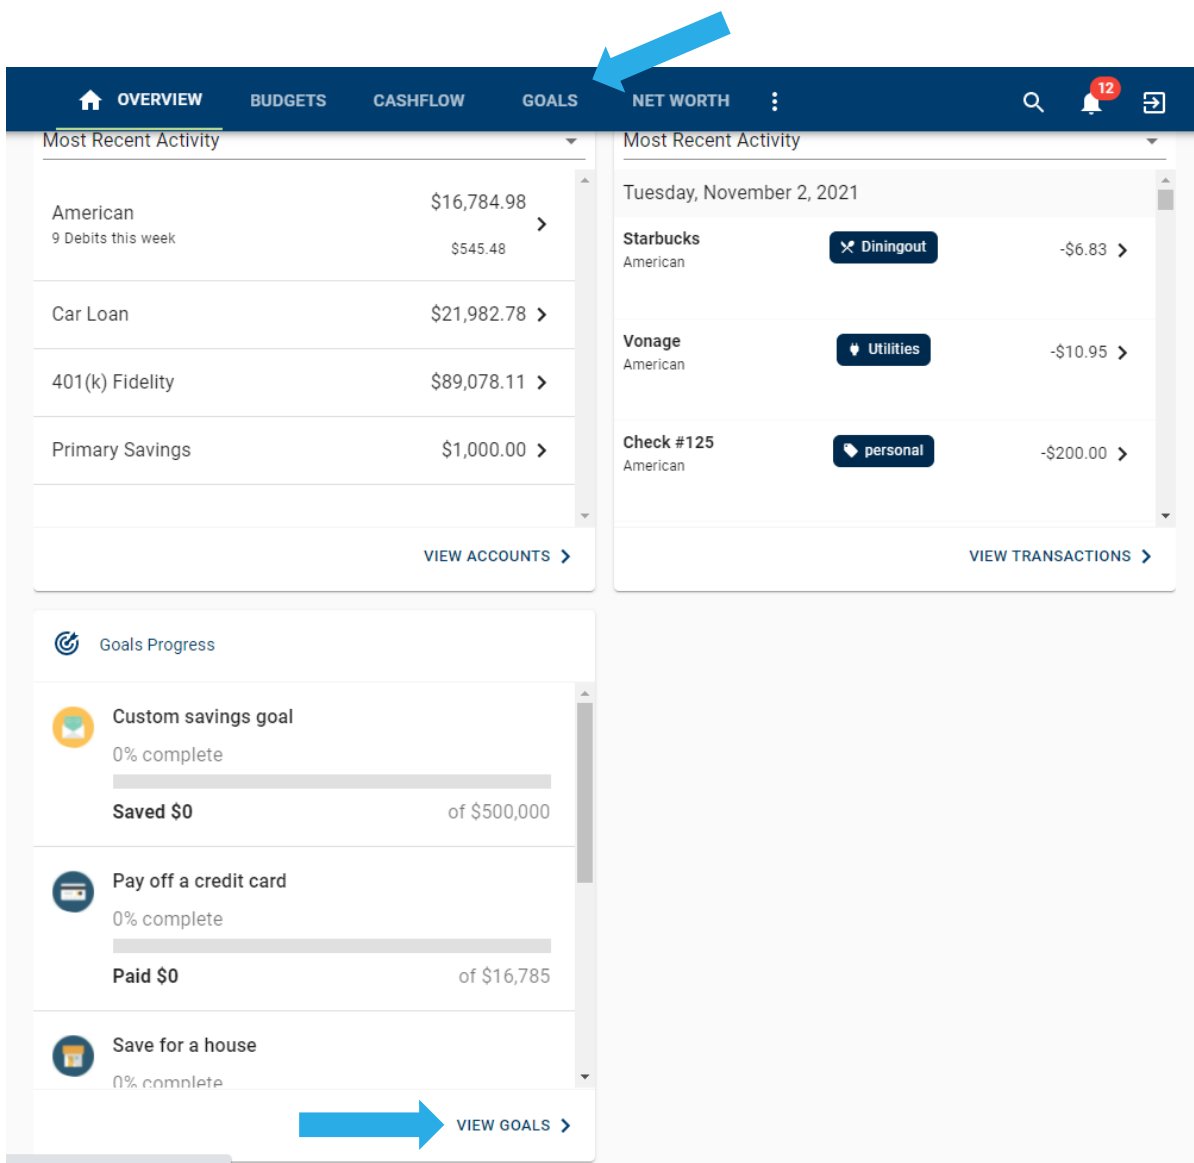 OVERVIEW BUDGETS CASHFLOW GOALS NET WORTH 12
Most Recent Activity
American $16,784.98
9 Debits this week $545.48
Car Loan $21,982.78
401(k) Fidelity $89,078.11
Primary Savings $1,000.00
VIEW ACCOUNTS
Most Recent Activity
Tuesday, November 2, 2021
Starbucks Diningout -$6.83
American
Vonage Utilities -$10.95
American
Check #125 personal -$200.00
American
VIEW TRANSACTIONS
Goals Progress
Custom savings goal
0% complete
Saved $0 of $500,000
Pay off a credit card
0% complete
Paid $0 of $16,785
Save for a house
0% complete
VIEW GOALS